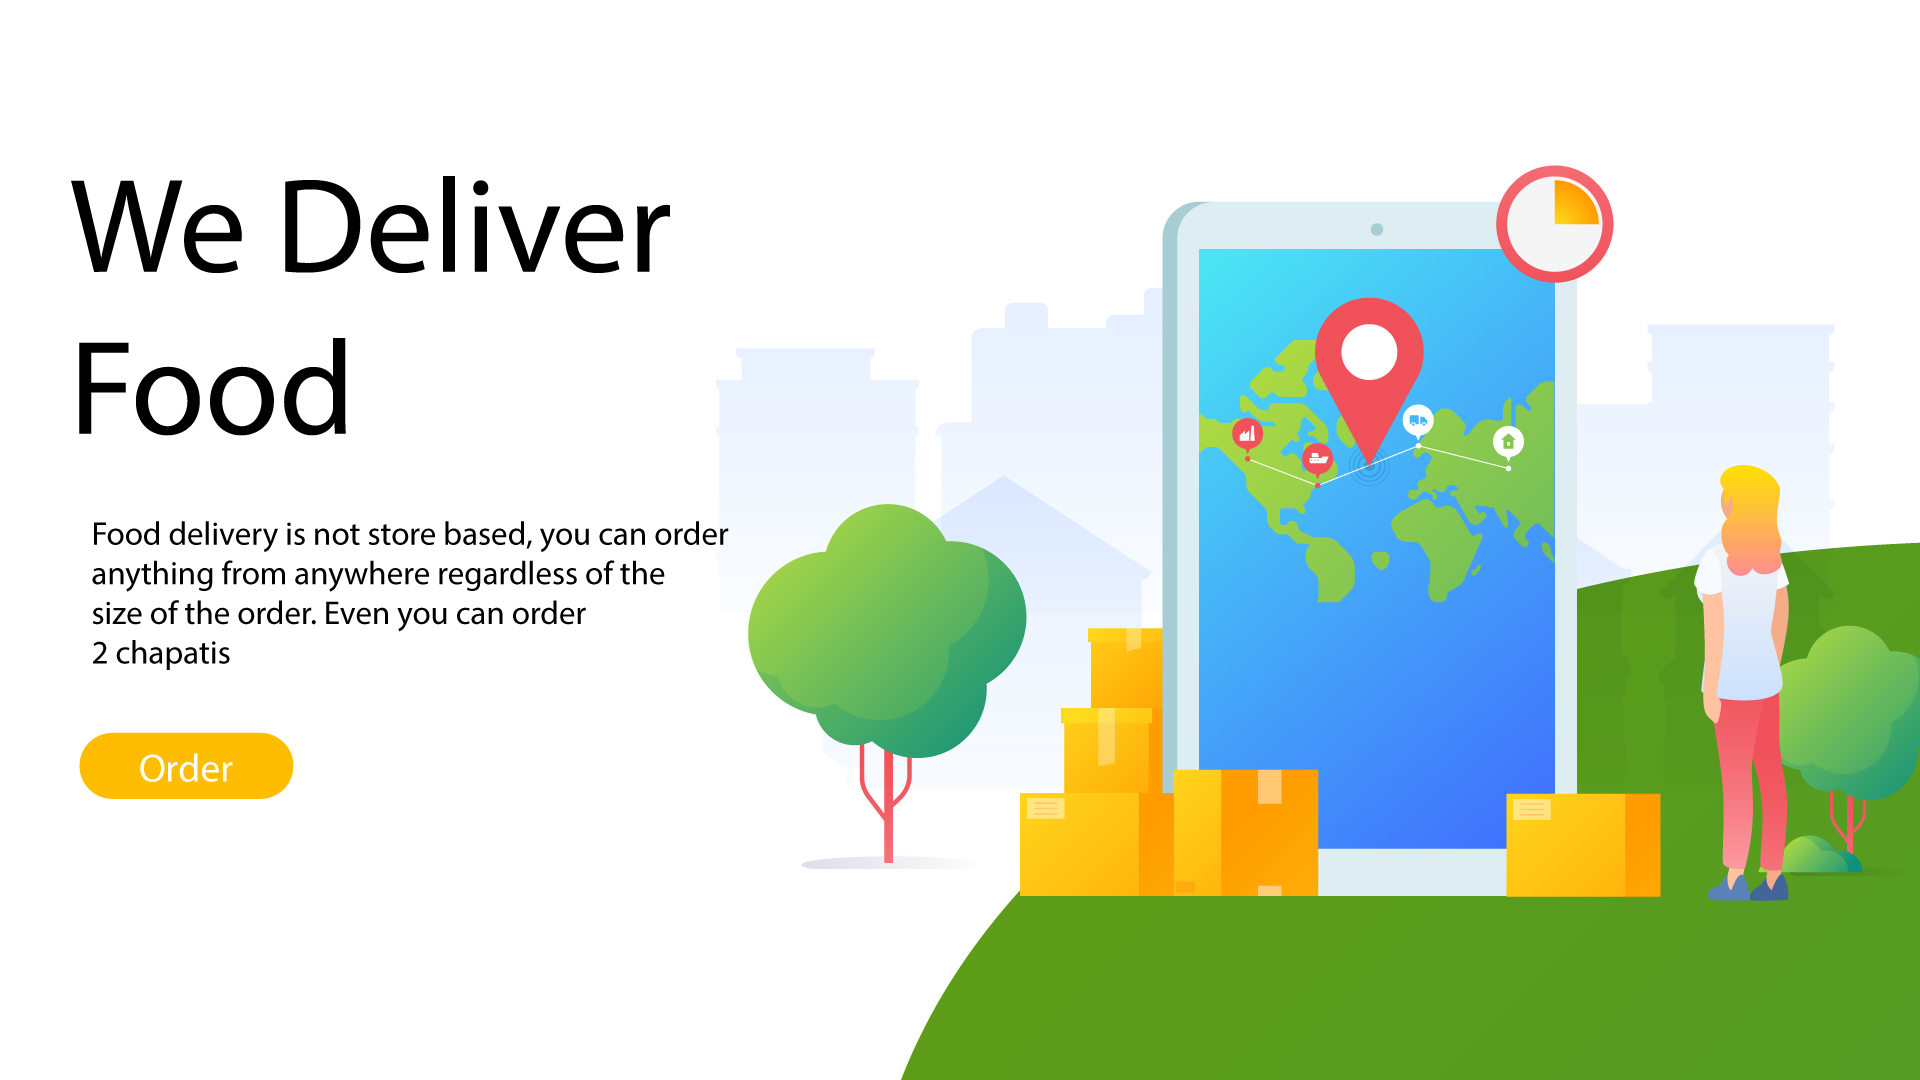 We Deliver
Food
Food delivery is not store based, you can order
anything from anywhere regardless of the
size of the order. Even you can order
2 chapatis
Order